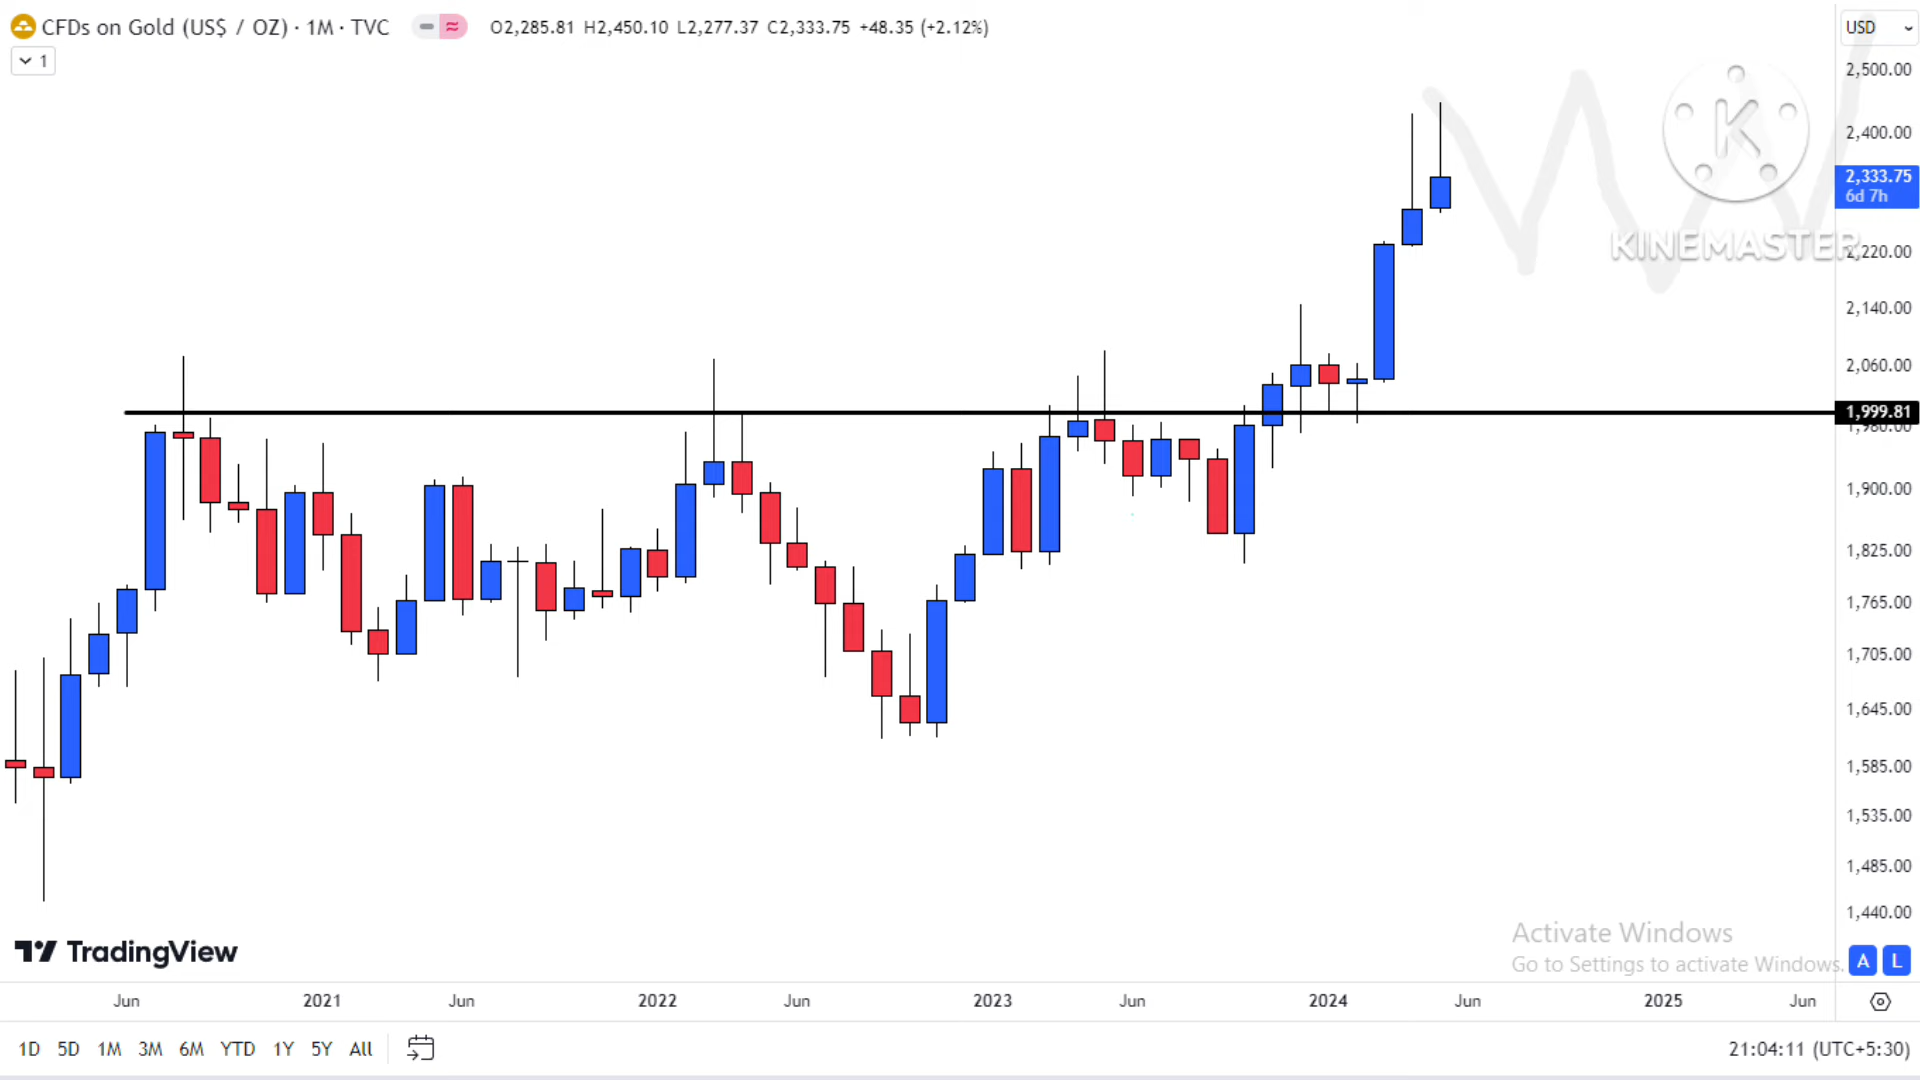 CFDs on Gold (US$ / OZ) · 1M · TVC O2,285.81 H2,450.10 L2,277.37 C2,333.75 +48.35 (+2.12%)
USD
1
2,500.00
2,400.00
2,333.75
6d 7h
KINEMASTER
2,220.00
2,140.00
2,060.00
1,999.81
1,980.00
1,900.00
1,825.00
1,765.00
1,705.00
1,645.00
1,585.00
1,535.00
1,485.00
1,440.00
Activate Windows
Go to Settings to activate Windows.
TradingView
A L
Jun 2021 Jun 2022 Jun 2023 Jun 2024 Jun 2025 Jun
1D 5D 1M 3M 6M YTD 1Y 5Y All
21:04:11 (UTC+5:30)